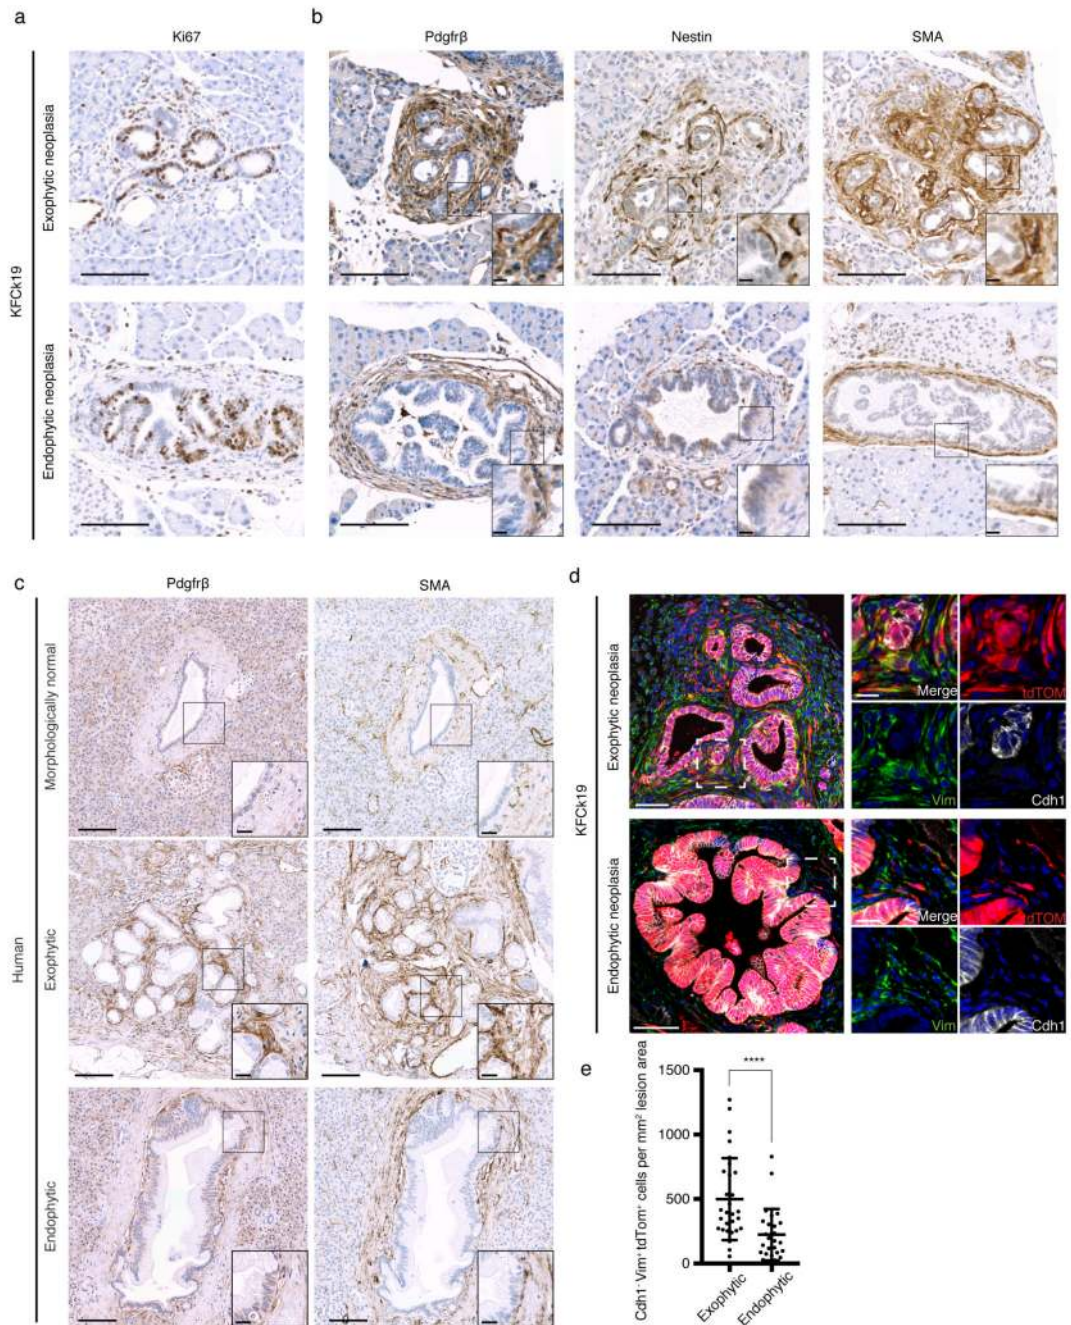 a
b
Ki67
Pdgfrβ
Nestin
SMA
KFCk19
Exophytic neoplasia
Endophytic neoplasia
c
Pdgfrβ
SMA
Human
Morphologically normal
Exophytic
Endophytic
d
KFCk19
Exophytic neoplasia
Merge
tdTOM
Vim
Cdh1
Endophytic neoplasia
Merge
tdTOM
Vim
Cdh1
e
Cdh1⁻ Vim⁺ tdTom⁺ cells per mm² lesion area
1500
1000
500
0
****
Exophytic
Endophytic